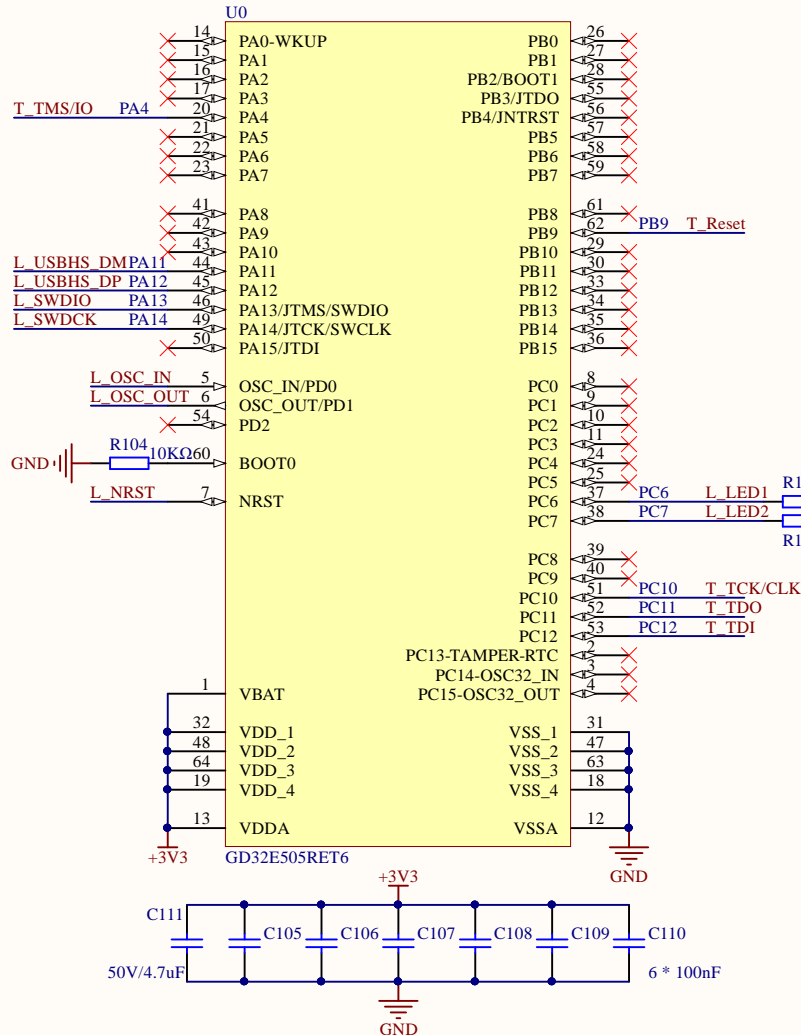 U0
14 PA0-WKUP PB0 26
15 PA1 PB1 27
16 PA2 PB2/BOOT1 28
17 PA3 PB3/JTDO 55
T_TMS/IO PA4 20 PA4 PB4/JNTRST 56
21 PA5 PB5 57
22 PA6 PB6 58
23 PA7 PB7 59
41 PA8 PB8 61
42 PA9 PB9 62 PB9 T_Reset
43 PA10 PB10 29
L_USBHS_DM PA11 44 PA11 PB11 30
L_USBHS_DP PA12 45 PA12 PB12 33
L_SWDIO PA13 46 PA13/JTMS/SWDIO PB13 34
L_SWDCK PA14 49 PA14/JTCK/SWCLK PB14 35
50 PA15/JTDI PB15 36
L_OSC_IN 5 OSC_IN/PD0 PC0 8
L_OSC_OUT 6 OSC_OUT/PD1 PC1 9
54 PD2 PC2 10
R104 PC3 11
GND 10KΩ 60 BOOT0 PC4 24
PC5 25
L_NRST 7 NRST PC6 37 PC6 L_LED1 R1
PC7 38 PC7 L_LED2
R1
PC8 39
PC9 40
PC10 51 PC10 T_TCK/CLK
PC11 52 PC11 T_TDO
PC12 53 PC12 T_TDI
PC13-TAMPER-RTC 2
PC14-OSC32_IN 3
1 VBAT PC15-OSC32_OUT 4
32 VDD_1 VSS_1 31
48 VDD_2 VSS_2 47
64 VDD_3 VSS_3 63
19 VDD_4 VSS_4 18
13 VDDA VSSA 12
+3V3 GD32E505RET6 GND
+3V3
C111 C105 C106 C107 C108 C109 C110
50V/4.7uF 6 * 100nF
GND